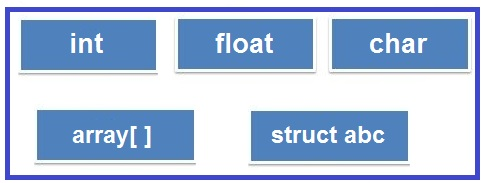 int float char
array[ ] struct abc